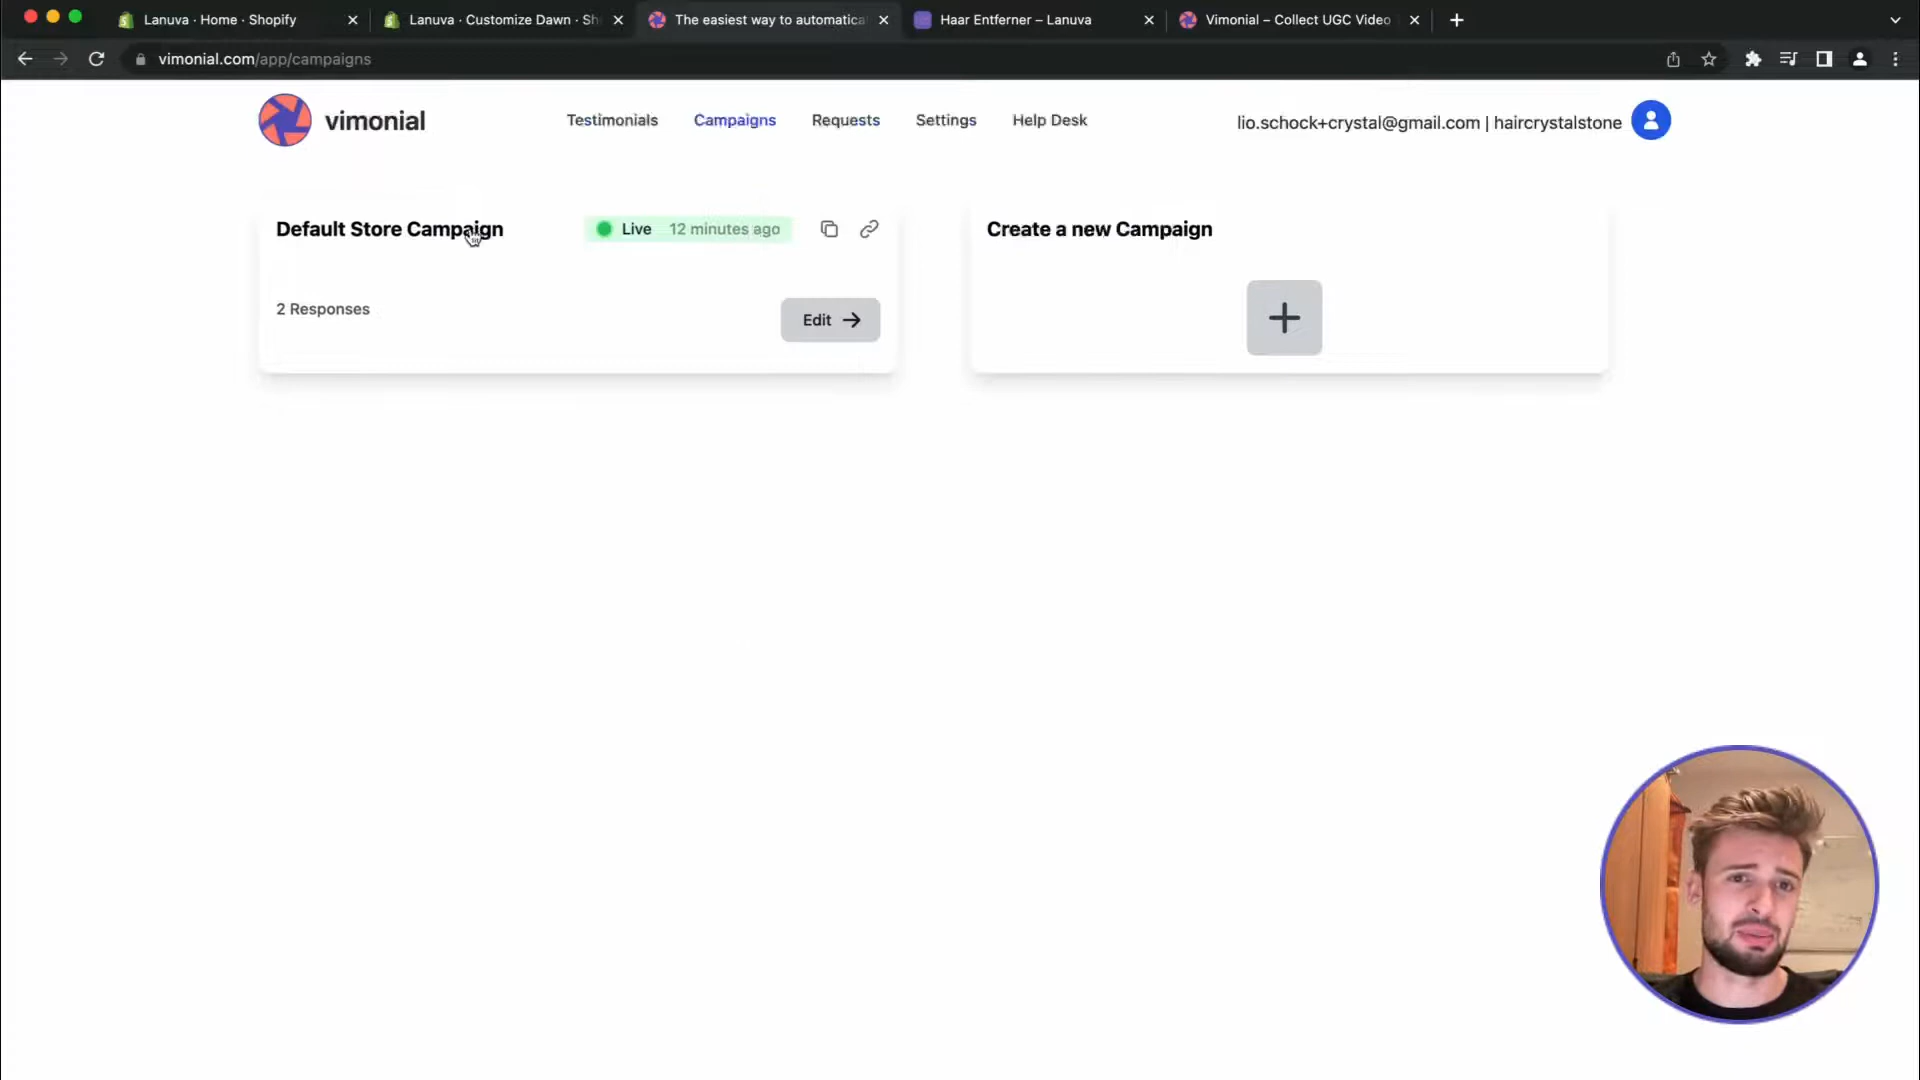 Lanuva · Home · Shopify
Lanuva · Customize Dawn · Sh
The easiest way to automatica
Haar Entferner – Lanuva
Vimonial – Collect UGC Video
vimonial.com/app/campaigns
vimonial
Testimonials
Campaigns
Requests
Settings
Help Desk
lio.schock+crystal@gmail.com | haircrystalstone
Default Store Campaign
Live 12 minutes ago
Create a new Campaign
2 Responses
Edit